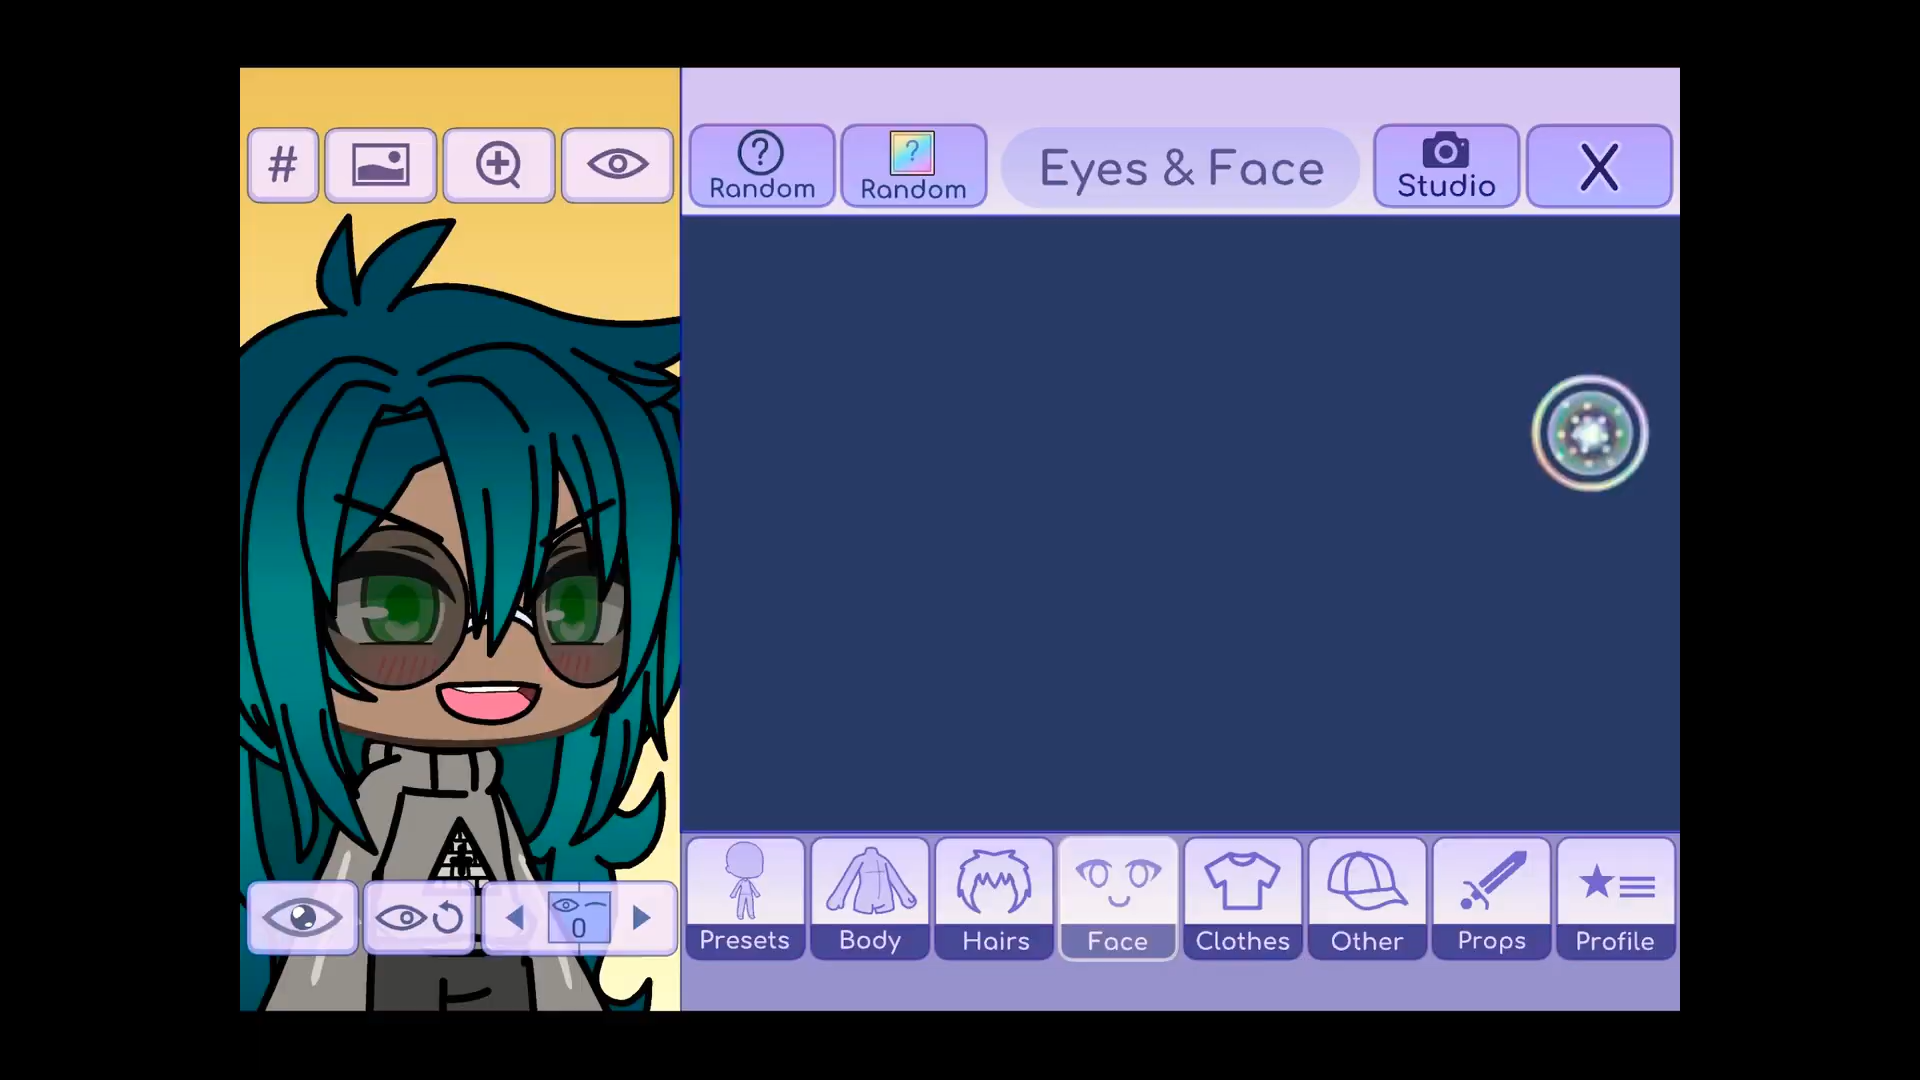 #
? Random
? Random
Eyes & Face
Studio
X
0
Presets
Body
Hairs
Face
Clothes
Other
Props
Profile